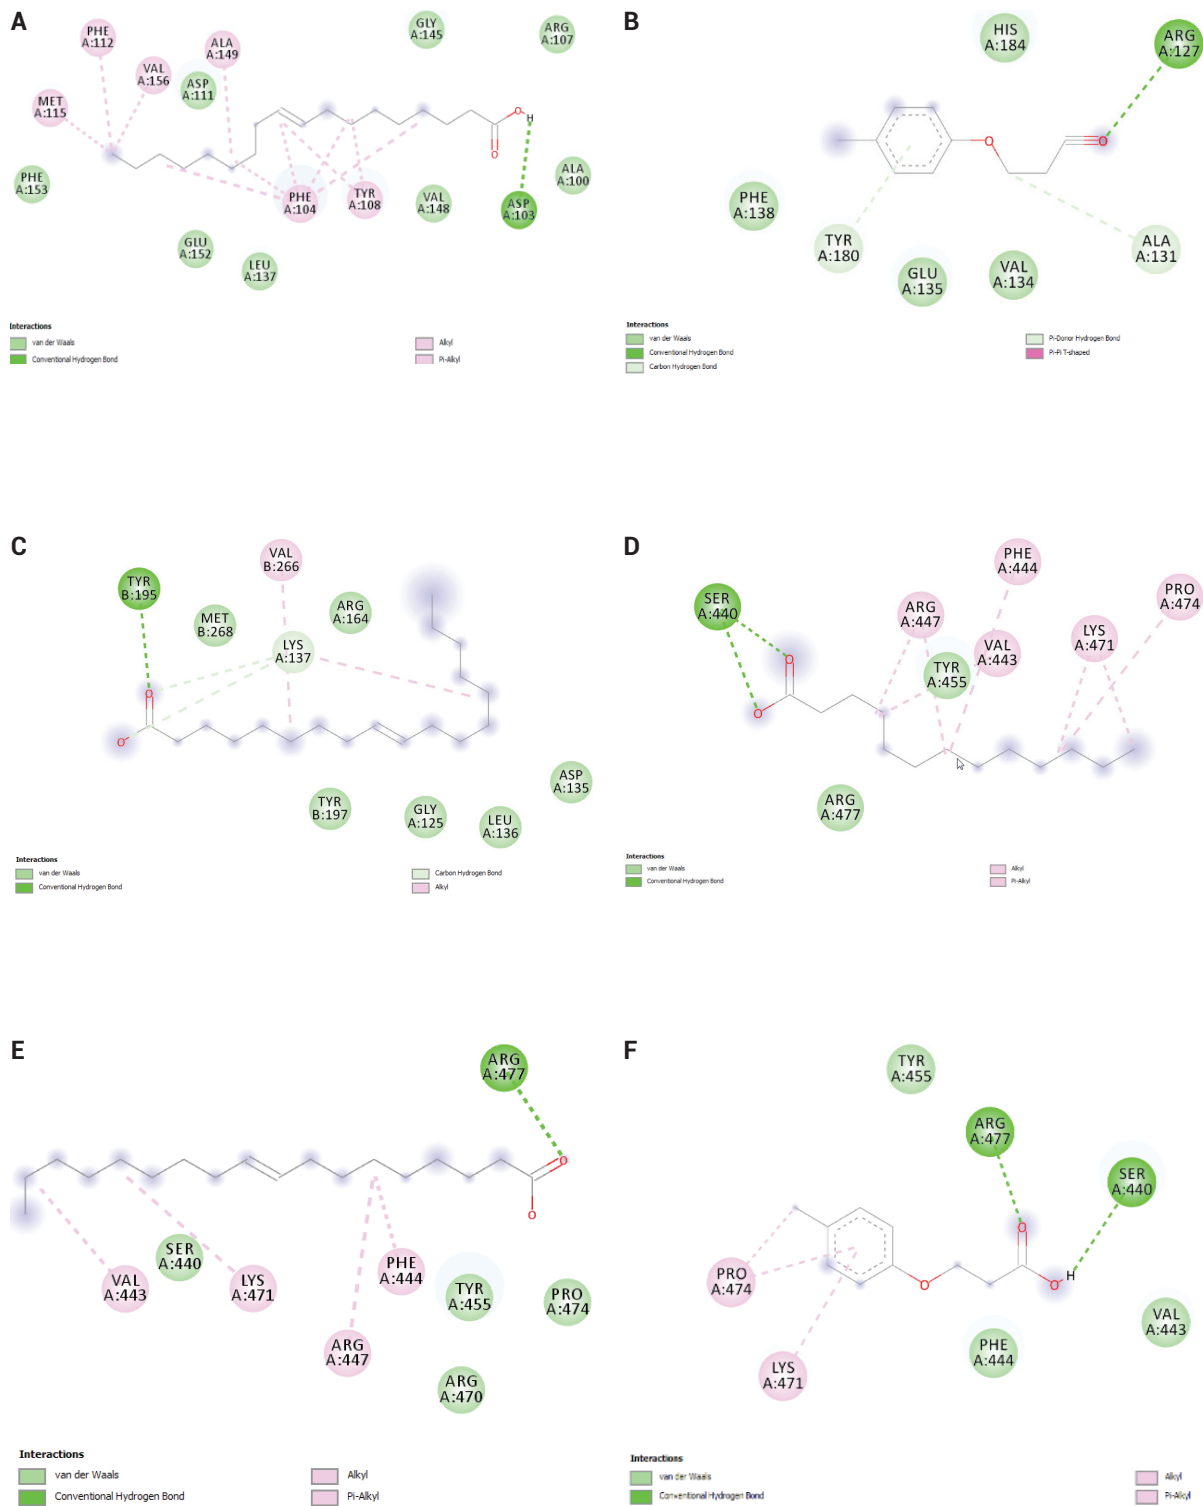 A
PHE
A:112
ALA
A:149
GLY
A:145
ARG
A:107
VAL
A:156
ASP
A:111
MET
A:115
O
H
O
PHE
A:153
ALA
A:100
PHE
A:104
TYR
A:108
VAL
A:148
ASP
A:103
GLU
A:152
LEU
A:137
Interactions
van der Waals
Conventional Hydrogen Bond
Alkyl
Pi-Alkyl
B
HIS
A:184
ARG
A:127
O
O
PHE
A:138
TYR
A:180
GLU
A:135
VAL
A:134
ALA
A:131
Interactions
van der Waals
Conventional Hydrogen Bond
Carbon Hydrogen Bond
Pi-Donor Hydrogen Bond
Pi-Pi T-shaped
C
VAL
B:266
TYR
B:195
MET
B:268
ARG
A:164
LYS
A:137
O
O
TYR
B:197
GLY
A:125
LEU
A:136
ASP
A:135
Interactions
van der Waals
Conventional Hydrogen Bond
Carbon Hydrogen Bond
Alkyl
D
PHE
A:444
PRO
A:474
SER
A:440
ARG
A:447
LYS
A:471
VAL
A:443
TYR
A:455
O
O
ARG
A:477
Interactions
van der Waals
Conventional Hydrogen Bond
Alkyl
Pi-Alkyl
E
ARG
A:477
O
O
SER
A:440
VAL
A:443
LYS
A:471
PHE
A:444
TYR
A:455
PRO
A:474
ARG
A:447
ARG
A:470
Interactions
van der Waals
Conventional Hydrogen Bond
Alkyl
Pi-Alkyl
F
TYR
A:455
ARG
A:477
SER
A:440
O
PRO
A:474
O
O
H
VAL
A:443
PHE
A:444
LYS
A:471
Interactions
van der Waals
Conventional Hydrogen Bond
Alkyl
Pi-Alkyl